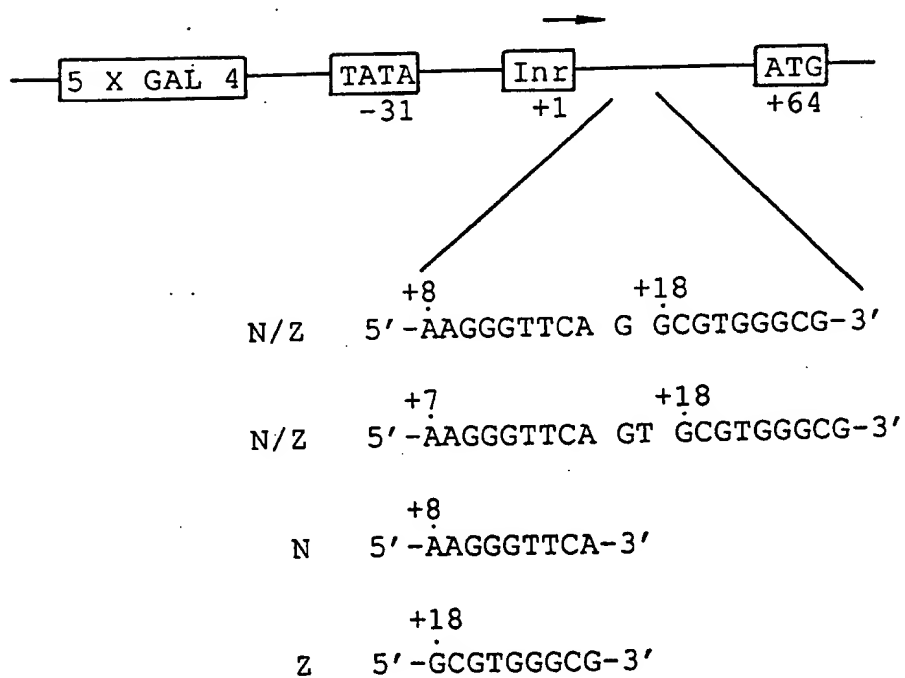 5 X GAL 4 TATA Inr ATG
-31 +1 +64
+8 +18
N/Z 5'-AAGGGTTCA G GCGTGGGCG-3'
+7 +18
N/Z 5'-AAGGGTTCA GT GCGTGGGCG-3'
+8
N 5'-AAGGGTTCA-3'
+18
Z 5'-GCGTGGGCG-3'